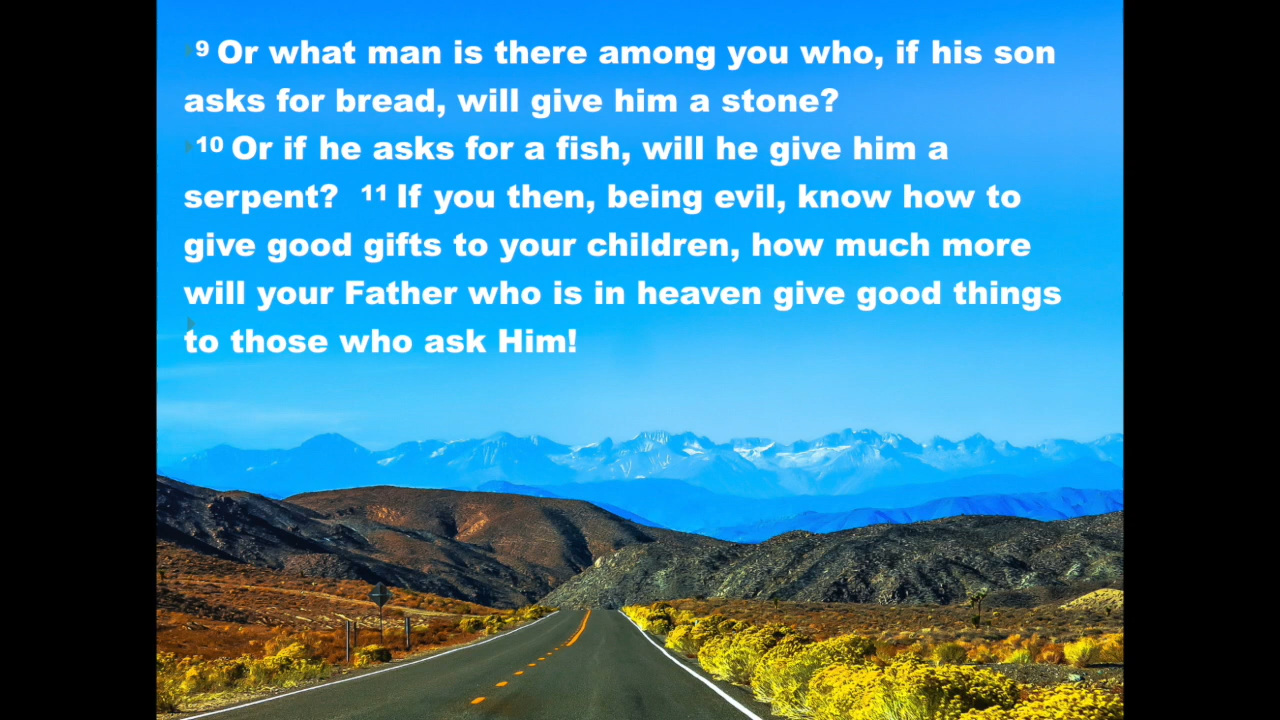 9 Or what man is there among you who, if his son
asks for bread, will give him a stone?
10 Or if he asks for a fish, will he give him a
serpent? 11 If you then, being evil, know how to
give good gifts to your children, how much more
will your Father who is in heaven give good things
to those who ask Him!